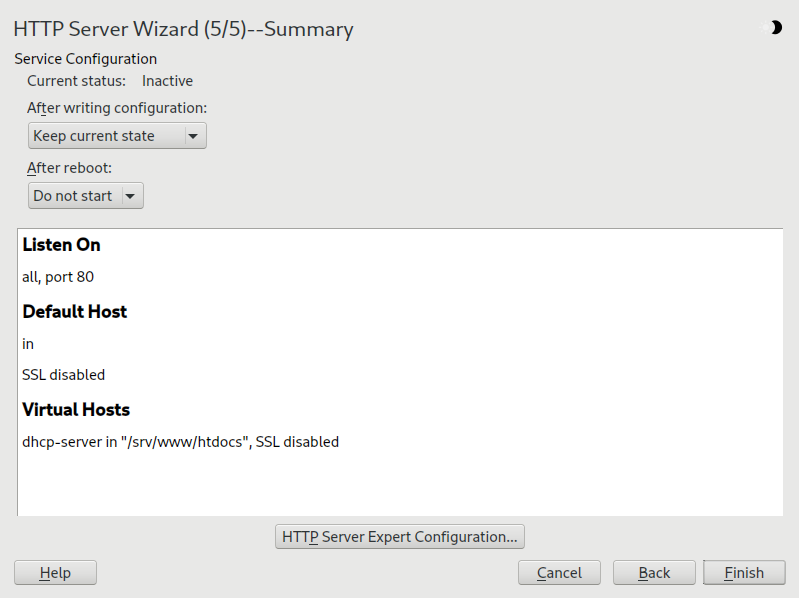 HTTP Server Wizard (5/5)--Summary
Service Configuration
Current status: Inactive
After writing configuration:
Keep current state
After reboot:
Do not start
Listen On
all, port 80
Default Host
in
SSL disabled
Virtual Hosts
dhcp-server in "/srv/www/htdocs", SSL disabled
HTTP Server Expert Configuration...
Help Cancel Back Finish